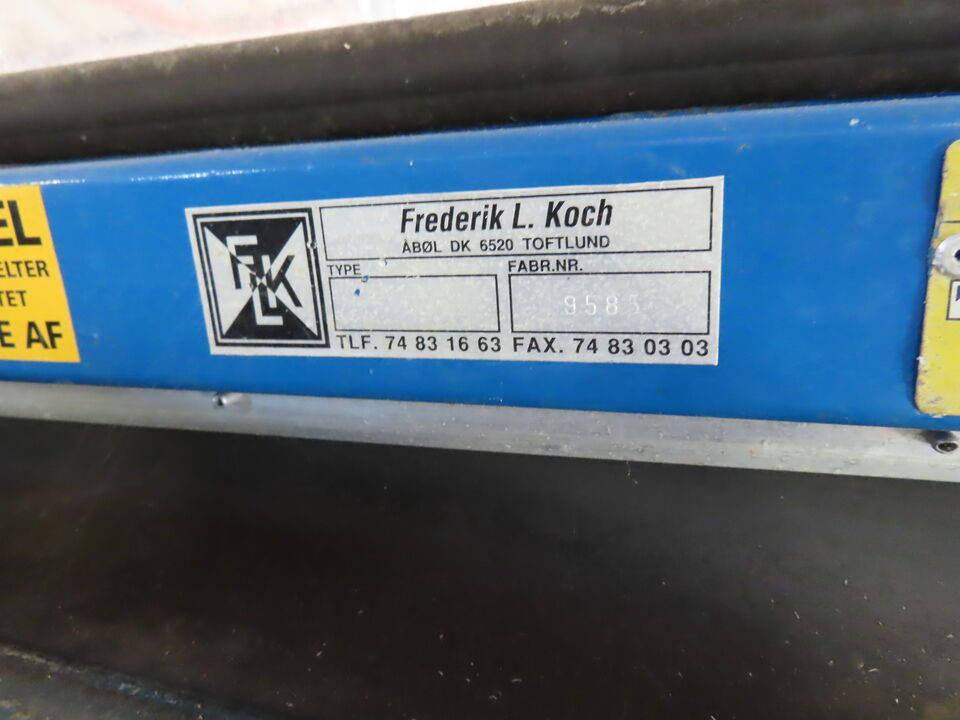 EL
ELTER
TET
E AF
FLK
Frederik L. Koch
ÅBØL DK 6520 TOFTLUND
TYPE
FABR.NR.
TLF. 74 83 16 63 FAX. 74 83 03 03